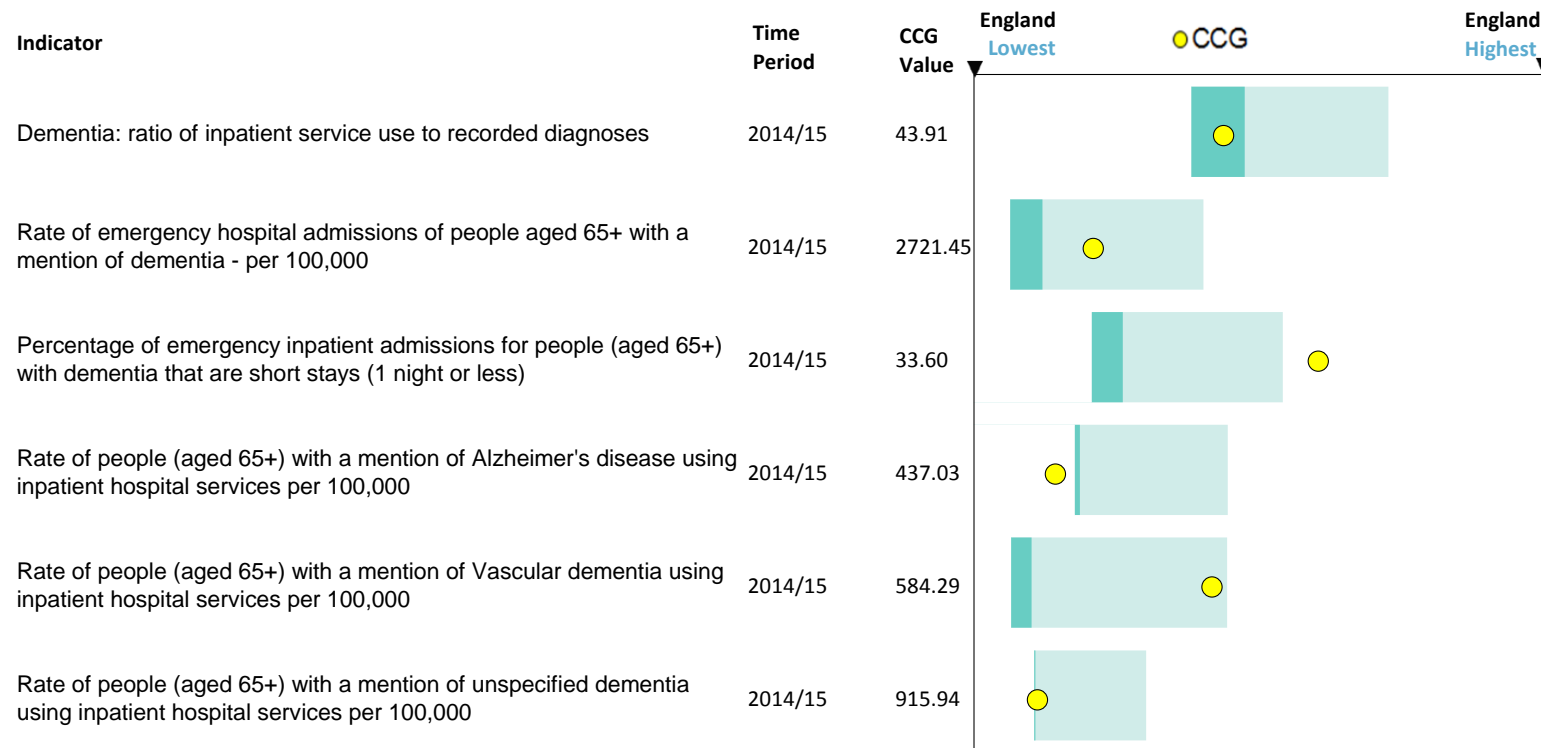 Indicator
Time
Period
CCG
Value
England
Lowest
CCG
England
Highest
Dementia: ratio of inpatient service use to recorded diagnoses 2014/15 43.91
Rate of emergency hospital admissions of people aged 65+ with a
mention of dementia - per 100,000
2014/15 2721.45
Percentage of emergency inpatient admissions for people (aged 65+)
with dementia that are short stays (1 night or less)
2014/15 33.60
Rate of people (aged 65+) with a mention of Alzheimer's disease using
inpatient hospital services per 100,000
2014/15 437.03
Rate of people (aged 65+) with a mention of Vascular dementia using
inpatient hospital services per 100,000
2014/15 584.29
Rate of people (aged 65+) with a mention of unspecified dementia
using inpatient hospital services per 100,000
2014/15 915.94